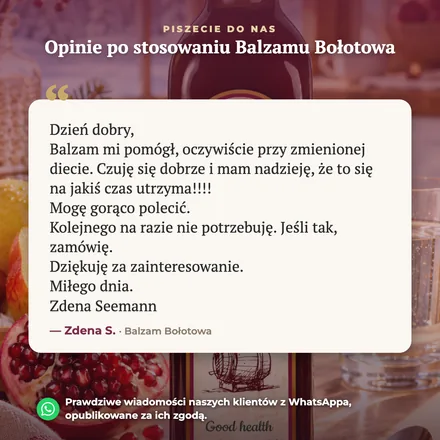 PISZECIE DO NAS
Opinie po stosowaniu Balzamu Bołotowa
“
Dzień dobry,
Balzam mi pomógł, oczywiście przy zmienionej
diecie. Czuję się dobrze i mam nadzieję, że to się
na jakiś czas utrzyma!!!!
Mogę gorąco polecić.
Kolejnego na razie nie potrzebuję. Jeśli tak,
zamówię.
Dziękuję za zainteresowanie.
Miłego dnia.
Zdena Seemann
— Zdena S. · Balzam Bołotowa
Prawdziwe wiadomości naszych klientów z WhatsAppa,
opublikowane za ich zgodą.
Good health